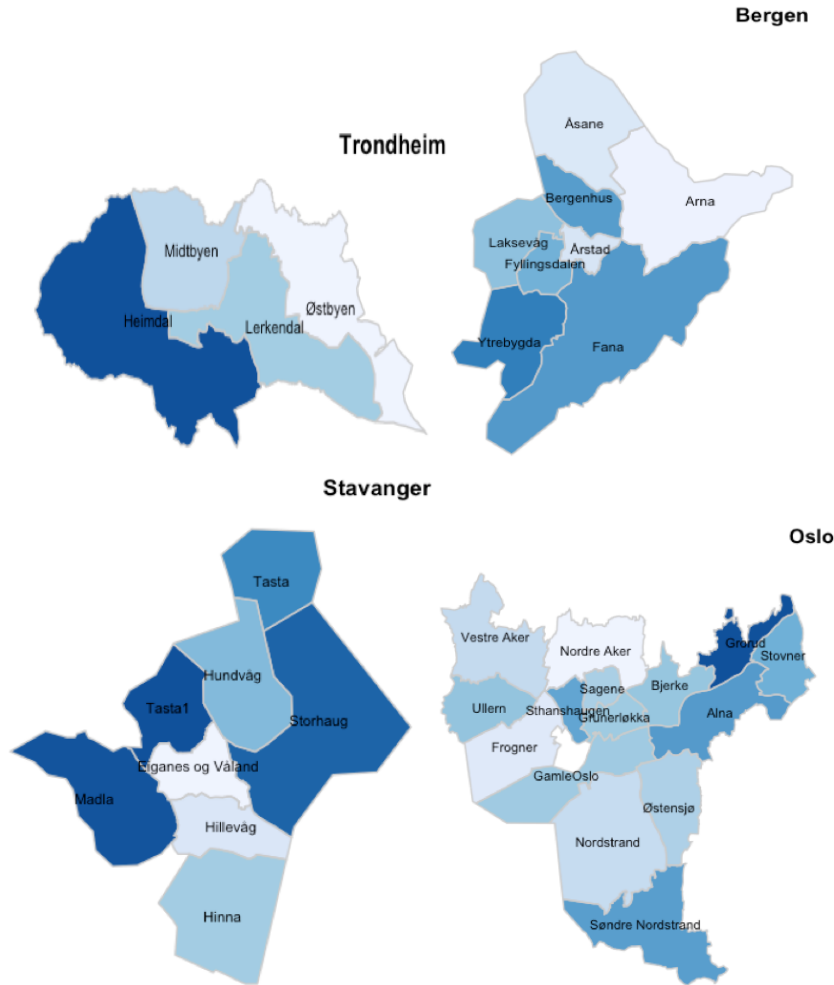 Bergen
Åsane
Bergenhus
Arna
Laksevåg
Årstad
Fyllingsdalen
Ytrebygda
Fana
Trondheim
Midtbyen
Heimdal
Lerkendal
Østbyen
Stavanger
Tasta
Hundvåg
Tasta1
Storhaug
Eiganes og Våland
Madla
Hillevåg
Hinna
Oslo
Vestre Aker
Nordre Aker
Grorud
Stovner
Sagene
Bjerke
Ullern
Sthanshaugen
Grunerløkka
Alna
Frogner
GamleOslo
Østensjø
Nordstrand
Søndre Nordstrand